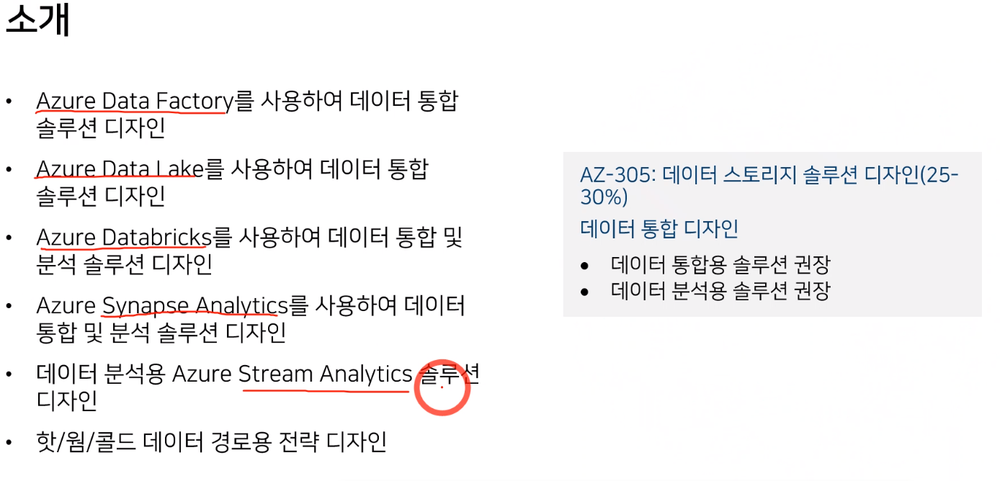 소개
• Azure Data Factory를 사용하여 데이터 통합
솔루션 디자인
• Azure Data Lake를 사용하여 데이터 통합
솔루션 디자인
• Azure Databricks를 사용하여 데이터 통합 및
분석 솔루션 디자인
• Azure Synapse Analytics를 사용하여 데이터
통합 및 분석 솔루션 디자인
• 데이터 분석용 Azure Stream Analytics 솔루션
디자인
• 핫/웜/콜드 데이터 경로용 전략 디자인
AZ-305: 데이터 스토리지 솔루션 디자인(25-
30%)
데이터 통합 디자인
• 데이터 통합용 솔루션 권장
• 데이터 분석용 솔루션 권장